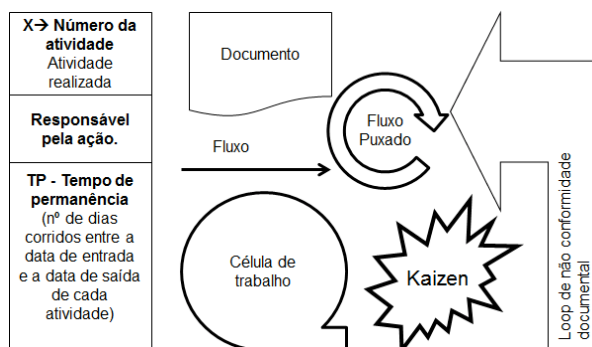 X→ Número da
atividade
Atividade
realizada
Responsável
pela ação.
TP - Tempo de
permanência
(nº de dias
corridos entre a
data de entrada
e a data de saída
de cada
atividade)
Documento
Fluxo
Puxado
Fluxo
Célula de
trabalho
Kaizen
Loop de não conformidade
documental